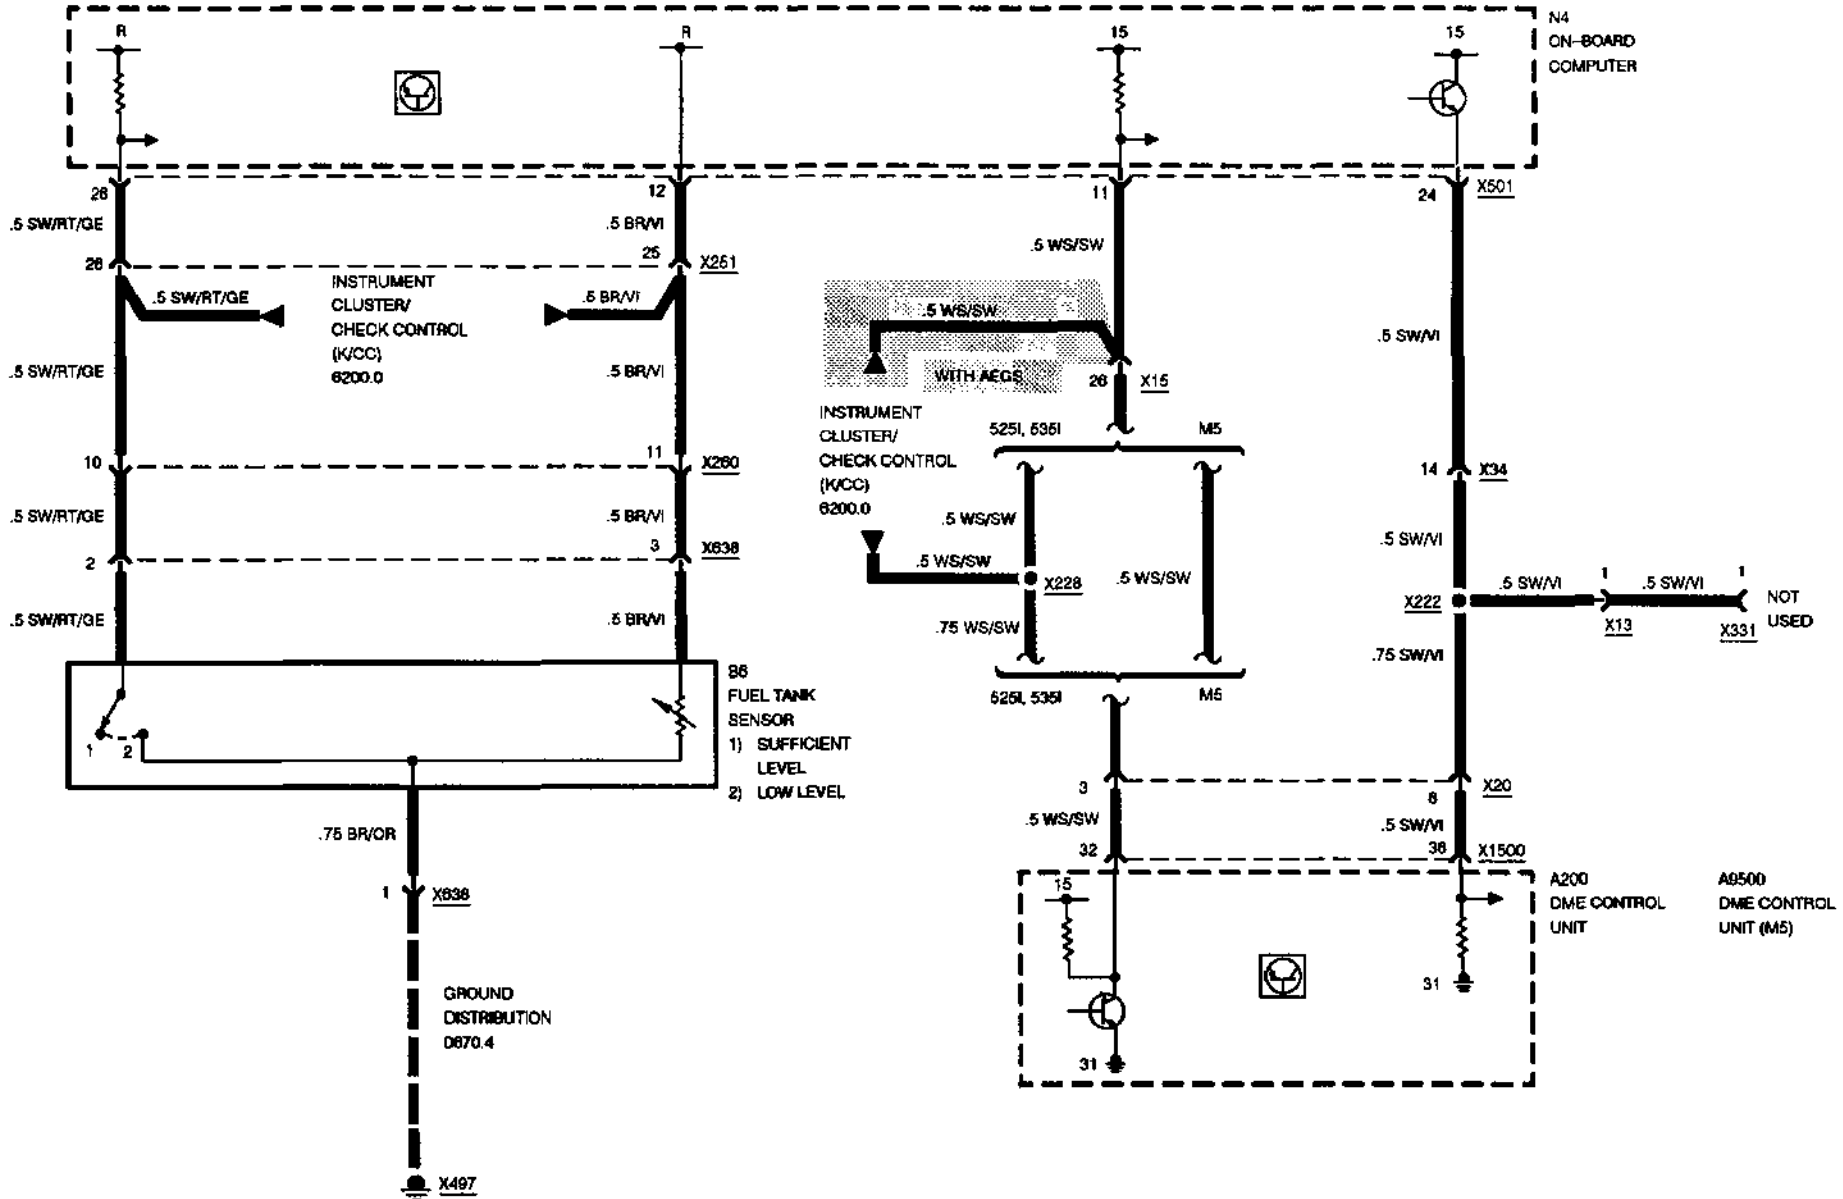 R
R
15
15
N4
ON-BOARD
COMPUTER
26
12
11
24
X501
.5 SW/RT/GE
.5 BR/VI
.5 WS/SW
26
25
X251
.5 SW/RT/GE
INSTRUMENT
CLUSTER/
CHECK CONTROL
(K/CC)
6200.0
.5 BR/VI
.5 WS/SW
WITH AEGS
.5 SW/VI
.5 SW/RT/GE
.5 BR/VI
26
X15
INSTRUMENT
CLUSTER/
CHECK CONTROL
(K/CC)
6200.0
525I, 535I
M5
10
11
X260
14
X34
.5 SW/RT/GE
.5 BR/VI
.5 WS/SW
.5 SW/VI
2
3
X638
.5 WS/SW
X228
.5 WS/SW
X222
.5 SW/VI
1
X13
.5 SW/VI
1
X331
NOT
USED
.5 SW/RT/GE
.5 BR/VI
.75 WS/SW
.75 SW/VI
525I, 535I
M5
B6
FUEL TANK
SENSOR
1) SUFFICIENT
LEVEL
2) LOW LEVEL
1
2
3
8
X20
.75 BR/OR
.5 WS/SW
.5 SW/VI
32
36
X1500
1
X638
15
A200
DME CONTROL
UNIT
A9500
DME CONTROL
UNIT (M5)
GROUND
DISTRIBUTION
0670.4
31
31
X497